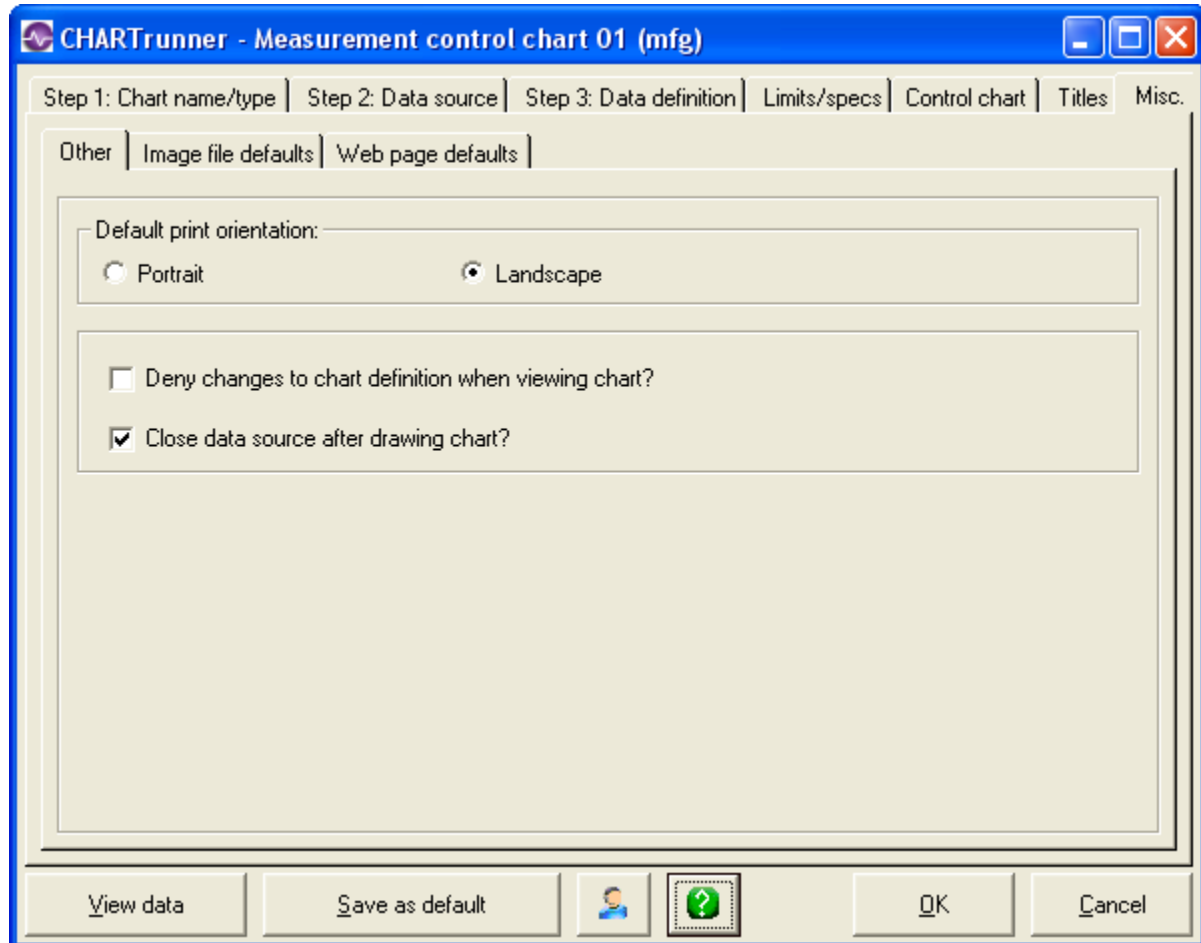 CHARTrunner - Measurement control chart 01 (mfg)
Step 1: Chart name/type Step 2: Data source Step 3: Data definition Limits/specs Control chart Titles Misc.
Other Image file defaults Web page defaults
Default print orientation:
Portrait Landscape
Deny changes to chart definition when viewing chart?
Close data source after drawing chart?
View data Save as default ? OK Cancel